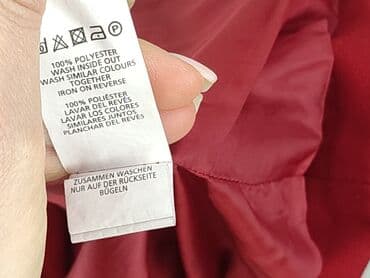 P
100% POLYESTER
WASH INSIDE OUT
WASH SIMILAR COLOURS
TOGETHER
IRON ON REVERSE
100% POLIÉSTER
LAVAR DEL REVÉS
LAVAR LOS COLORES
SIMILARES JUNTOS
PLANCHAR DEL REVÉS
ZUSAMMEN WASCHEN
NUR AUF DER RÜCKSEITE
BÜGELN